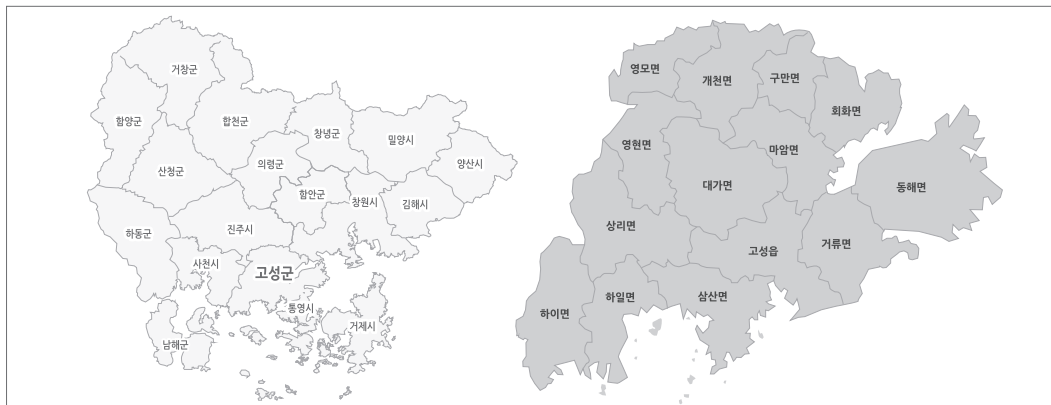 거창군
함양군
합천군
창녕군
밀양시
양산시
산청군
의령군
함안군
창원시
김해시
하동군
진주시
사천시
고성군
통영시
거제시
남해군
영모면
개천면
구만면
회화면
영현면
마암면
대가면
동해면
상리면
고성읍
거류면
하이면
하일면
삼산면